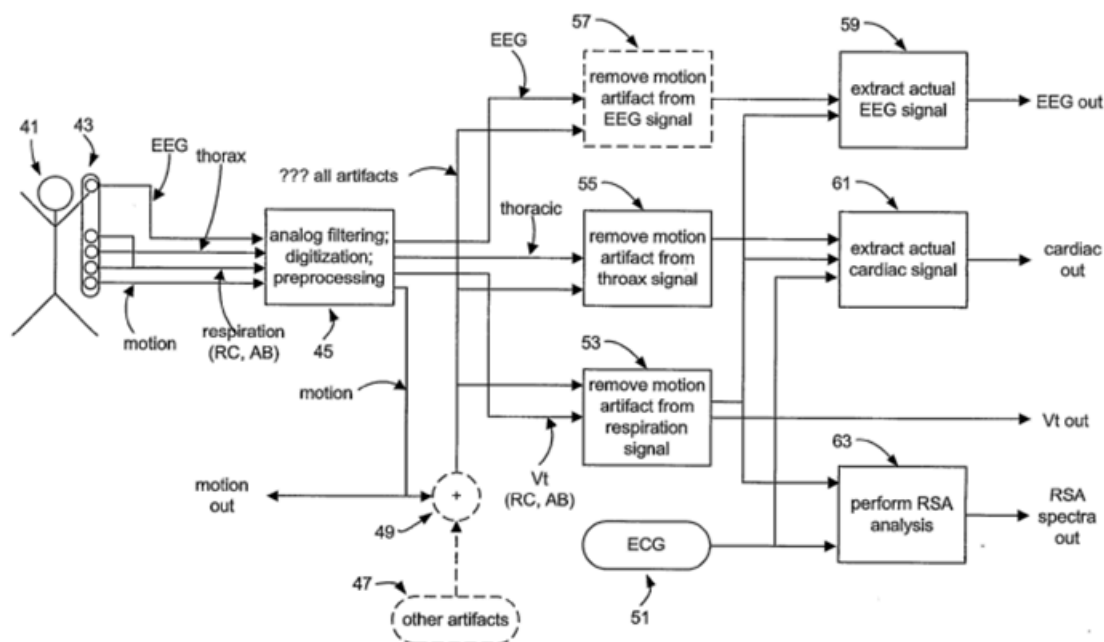 57
59
EEG
remove motion
artifact from
EEG signal
extract actual
EEG signal
EEG out
41
43
EEG
thorax
??? all artifacts
55
61
thoracic
analog filtering;
digitization;
preprocessing
remove motion
artifact from
throax signal
extract actual
cardiac signal
cardiac
out
motion
respiration
(RC, AB)
45
53
motion
remove motion
artifact from
respiration
signal
Vt out
63
motion
out
+
49
Vt
(RC, AB)
perform RSA
analysis
RSA
spectra
out
ECG
47
51
other artifacts